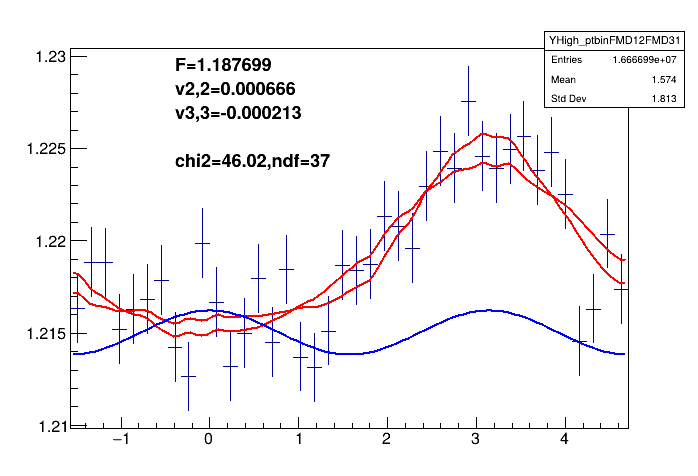 YHigh_ptbinFMD12FMD31
Entries 1.666699e+07
Mean 1.574
Std Dev 1.813
F=1.187699
v2,2=0.000666
v3,3=-0.000213
chi2=46.02,ndf=37
1.23
1.225
1.22
1.215
1.21
−1 0 1 2 3 4